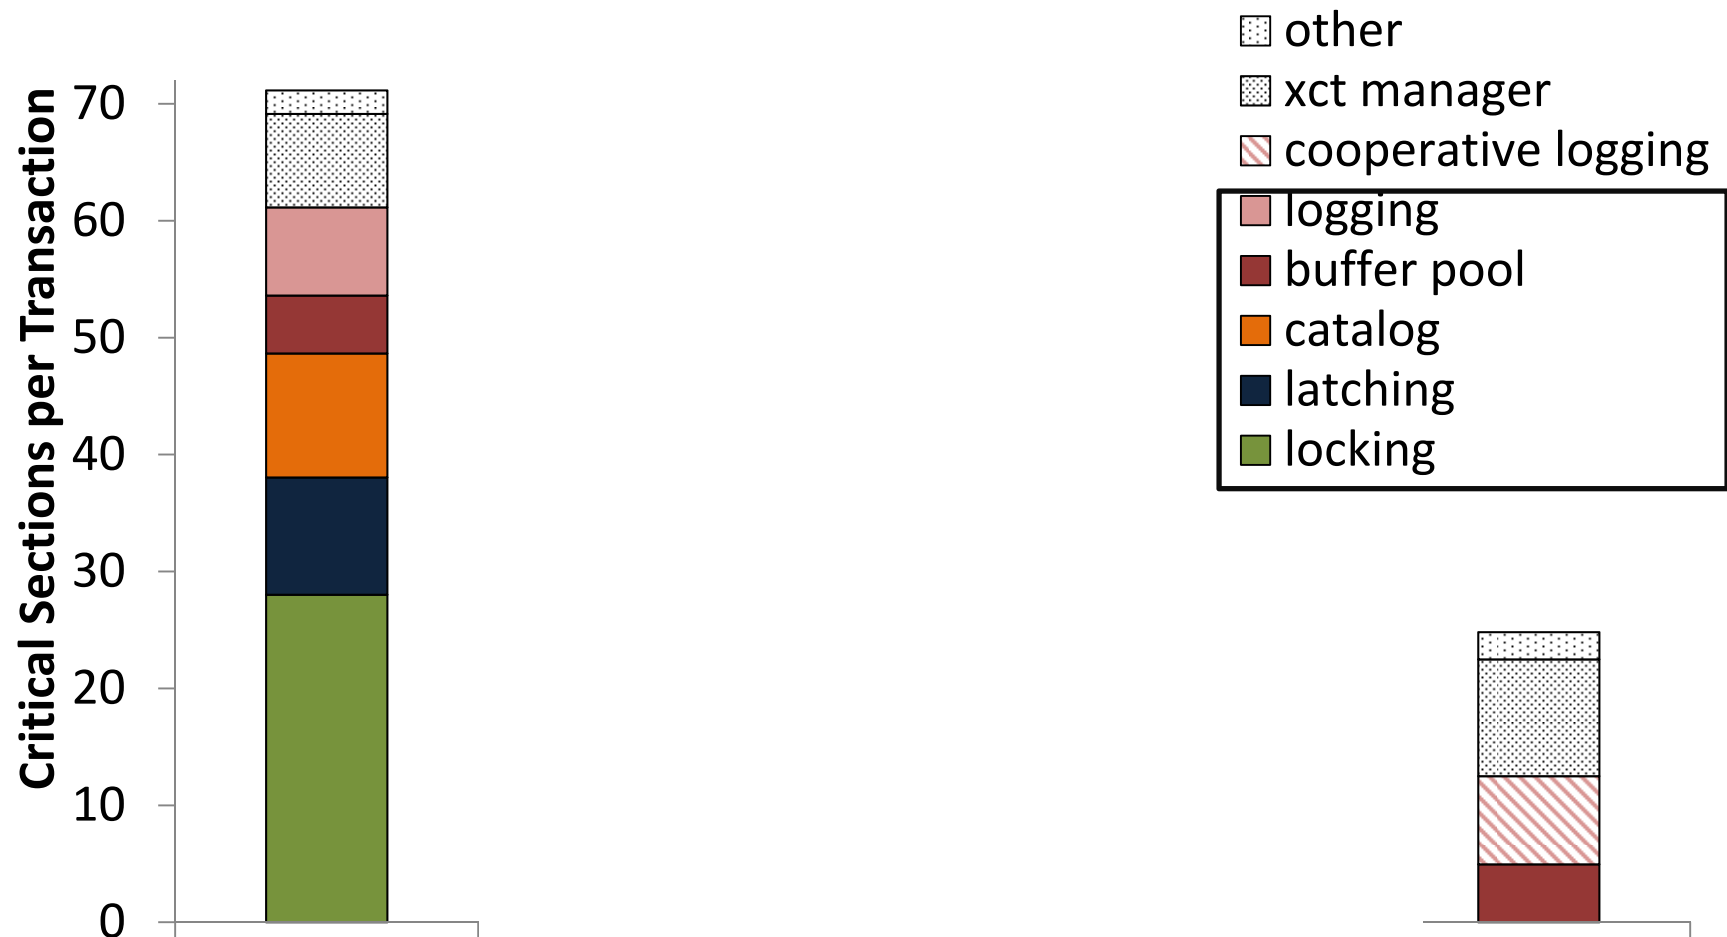 Critical Sections per Transaction
70
60
50
40
30
20
10
0
other
xct manager
cooperative logging
logging
buffer pool
catalog
latching
locking